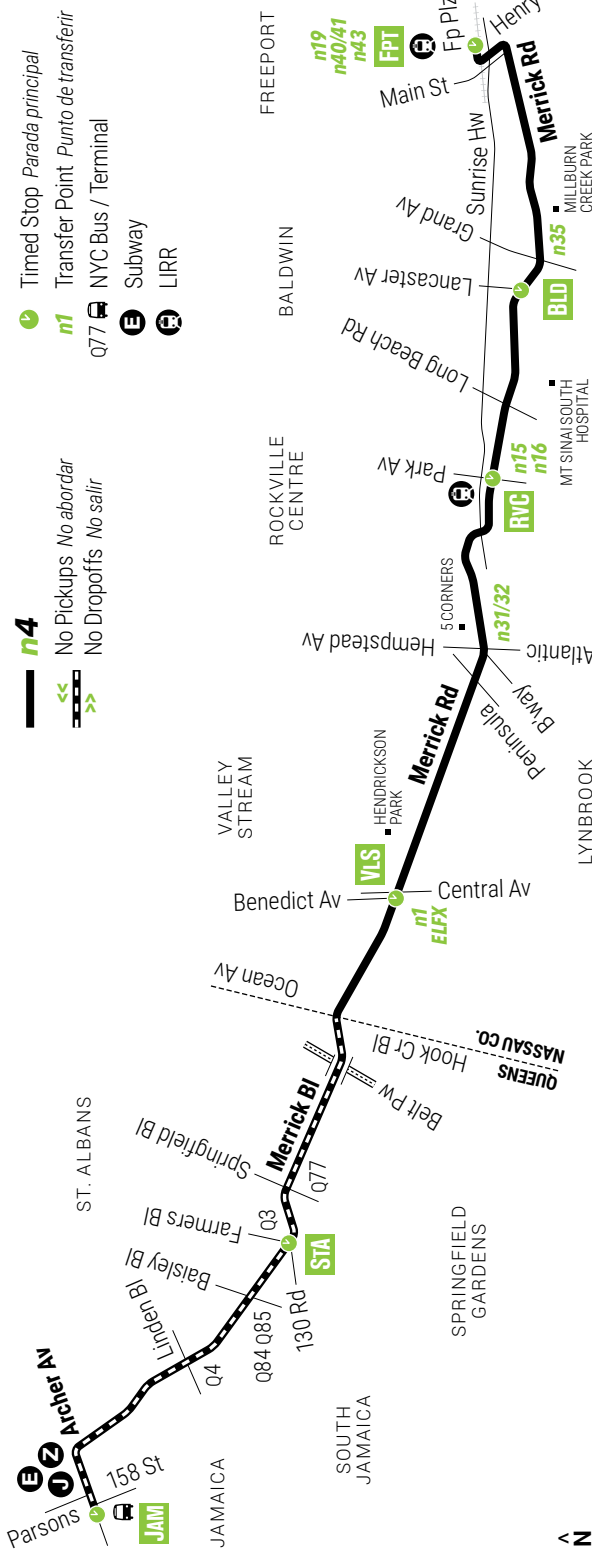 n4
<<
No Pickups No abordar
>>
No Dropoffs No salir
Timed Stop Parada principal
n1 Transfer Point Punto de transferir
Q77 NYC Bus / Terminal
E Subway
LIRR
Parsons
158 St
JAM
JAMAICA
E
J
Z
Archer Av
Linden Bl
Q4
SOUTH
JAMAICA
Baisley Bl
Q84 Q85
130 Rd
Farmers Bl
STA
Q3
ST. ALBANS
Springfield Bl
Q77
Merrick Bl
SPRINGFIELD
GARDENS
Belt Pw
Hook Cr Bl
Ocean Av
QUEENS
NASSAU CO.
VALLEY
STREAM
Benedict Av
Central Av
VLS
n1
ELFX
HENDRICKSON
PARK
Merrick Rd
LYNBROOK
Peninsula
B'way
Atlantic
Hempstead Av
5 CORNERS
n31/32
ROCKVILLE
CENTRE
Park Av
RVC
n15
n16
MT SINAI SOUTH
HOSPITAL
Long Beach Rd
BALDWIN
Lancaster Av
BLD
Grand Av
n35
MILLBURN
CREEK PARK
Sunrise Hw
Merrick Rd
FREEPORT
Main St
n19
n40/41
n43
FPT
Fp Plz
Henry
N
>